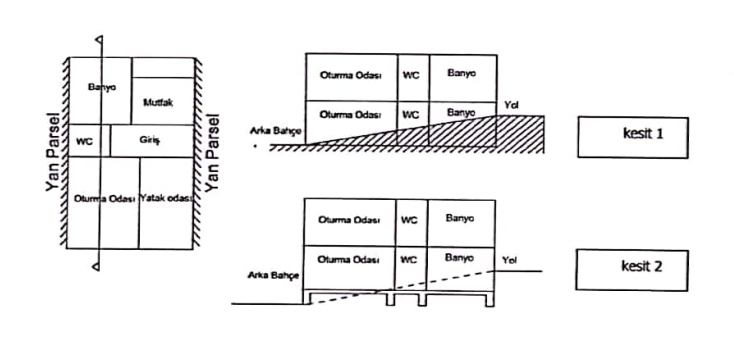 Banyo
Mutfak
WC Giriş
Oturma Odası Yatak odası
Yan Parsel
Yan Parsel
Oturma Odası WC Banyo
Oturma Odası WC Banyo
Yol
Arka Bahçe
kesit 1
Oturma Odası WC Banyo
Oturma Odası WC Banyo
Yol
Arka Bahçe
kesit 2